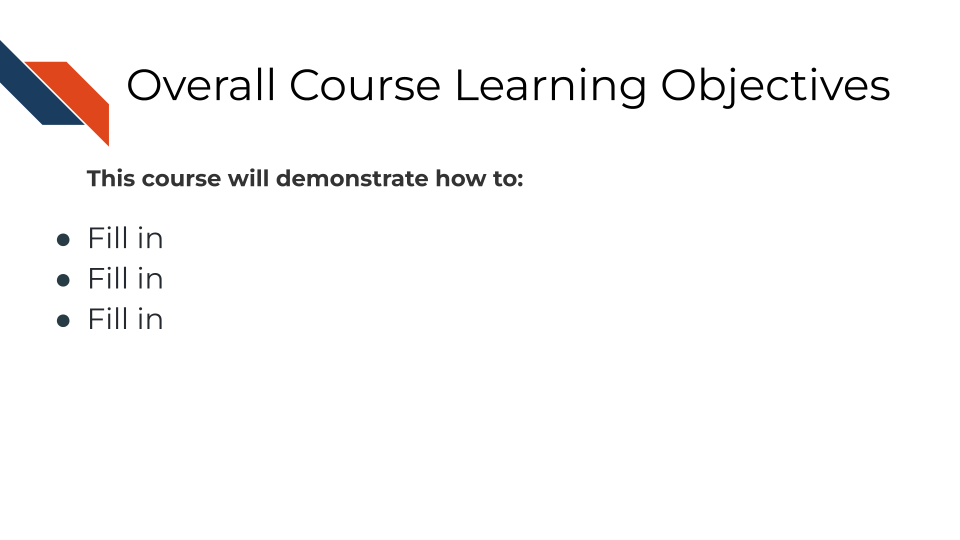 Overall Course Learning Objectives
This course will demonstrate how to:
● Fill in
● Fill in
● Fill in